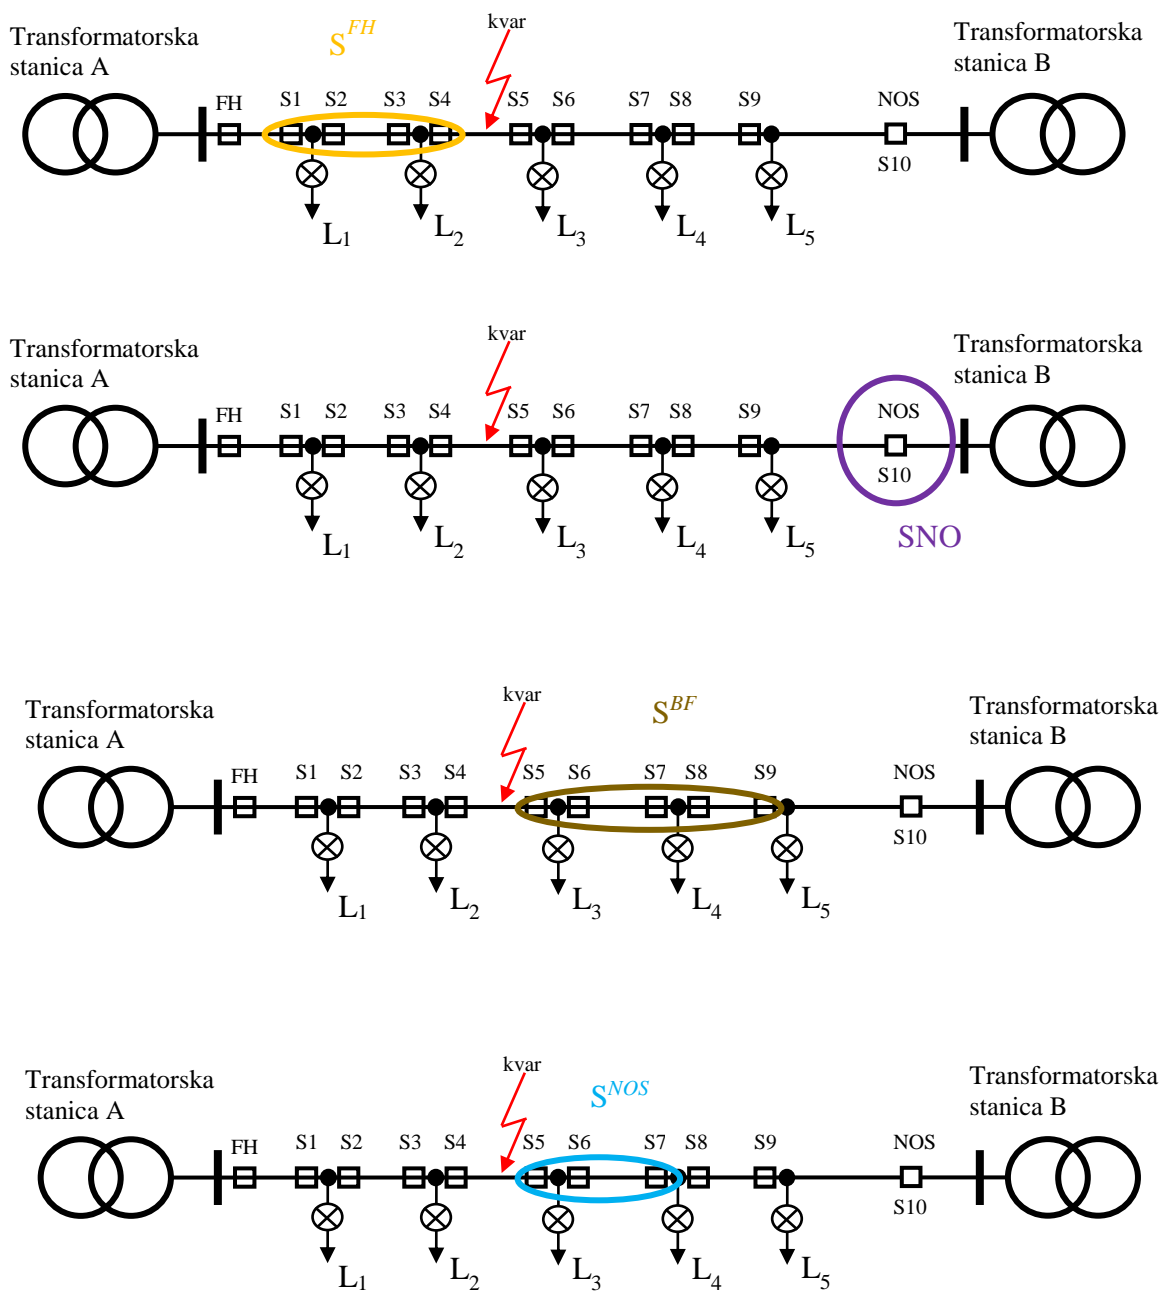 Transformatorska
stanica A
S^FH
kvar
Transformatorska
stanica B
FH S1 S2 S3 S4 S5 S6 S7 S8 S9 NOS
S10
L1 L2 L3 L4 L5
Transformatorska
stanica A
kvar
Transformatorska
stanica B
FH S1 S2 S3 S4 S5 S6 S7 S8 S9 NOS
S10
L1 L2 L3 L4 L5
SNO
Transformatorska
stanica A
kvar
S^BF
Transformatorska
stanica B
FH S1 S2 S3 S4 S5 S6 S7 S8 S9 NOS
S10
L1 L2 L3 L4 L5
Transformatorska
stanica A
kvar
S^NOS
Transformatorska
stanica B
FH S1 S2 S3 S4 S5 S6 S7 S8 S9 NOS
S10
L1 L2 L3 L4 L5